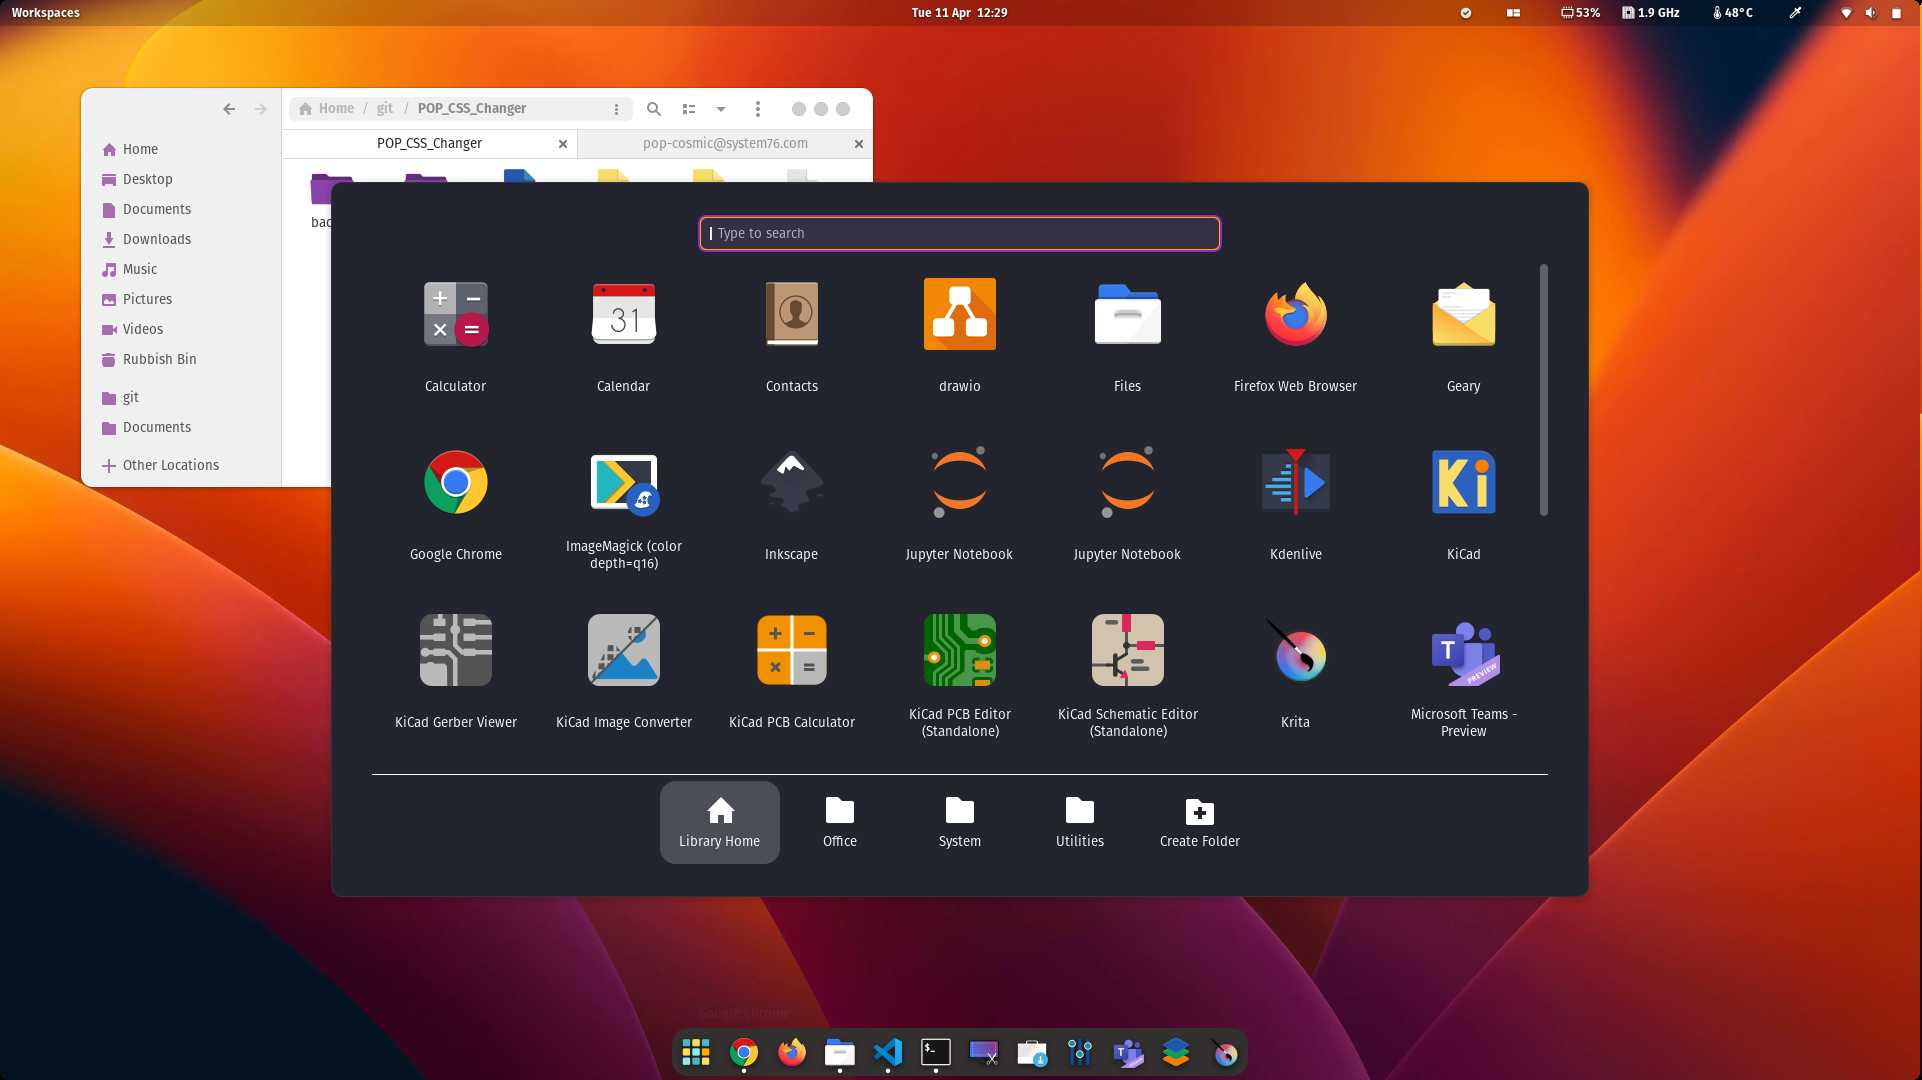 Workspaces
Tue 11 Apr 12:29
53%
1.9 GHz
48°C
Home / git / POP_CSS_Changer
POP_CSS_Changer
pop-cosmic@system76.com
Home
Desktop
Documents
Downloads
Music
Pictures
Videos
Rubbish Bin
git
Documents
Other Locations
bac
Type to search
31
Calculator
Calendar
Contacts
drawio
Files
Firefox Web Browser
Geary
Ki
Google Chrome
ImageMagick (color
depth=q16)
Inkscape
Jupyter Notebook
Jupyter Notebook
Kdenlive
KiCad
T
PREVIEW
KiCad Gerber Viewer
KiCad Image Converter
KiCad PCB Calculator
KiCad PCB Editor
(Standalone)
KiCad Schematic Editor
(Standalone)
Krita
Microsoft Teams -
Preview
Library Home
Office
System
Utilities
Create Folder
Google Chrome
$_
T